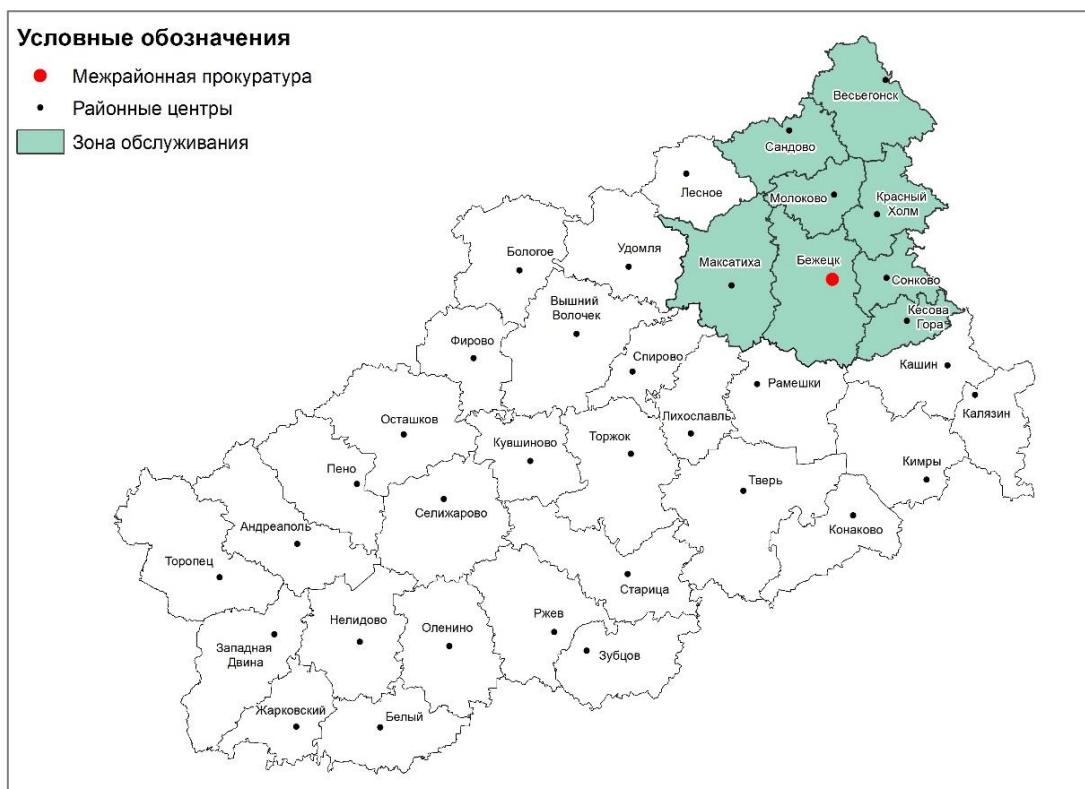 Условные обозначения
Межрайонная прокуратура
Районные центры
Зона обслуживания
Весьегонск
Сандово
Лесное
Молоково
Красный
Холм
Бологое
Удомля
Максатиха
Бежецк
Сонково
Вышний
Волочек
Кесова
Гора
Фирово
Спирово
Кашин
Рамешки
Калязин
Осташков
Лихославль
Кувшиново
Торжок
Пено
Кимры
Тверь
Селижарово
Андреаполь
Конаково
Торопец
Старица
Нелидово
Оленино
Ржев
Западная
Двина
Зубцов
Жарковский
Белый